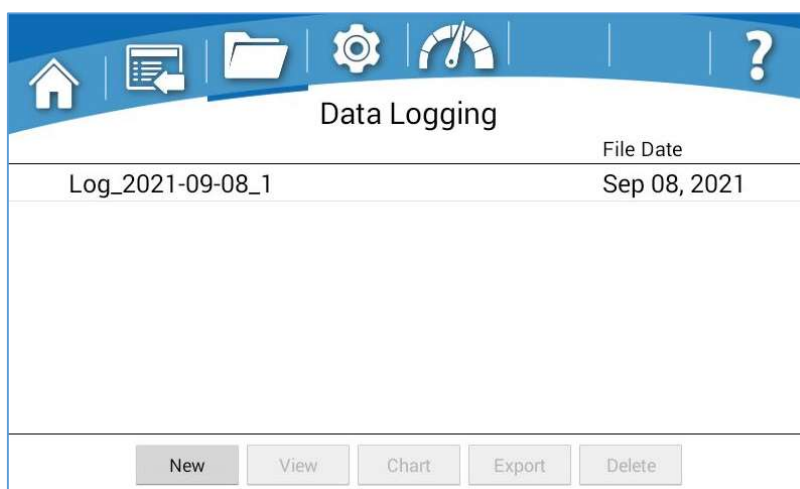 ?
Data Logging
File Date
Log_2021-09-08_1 Sep 08, 2021
New View Chart Export Delete